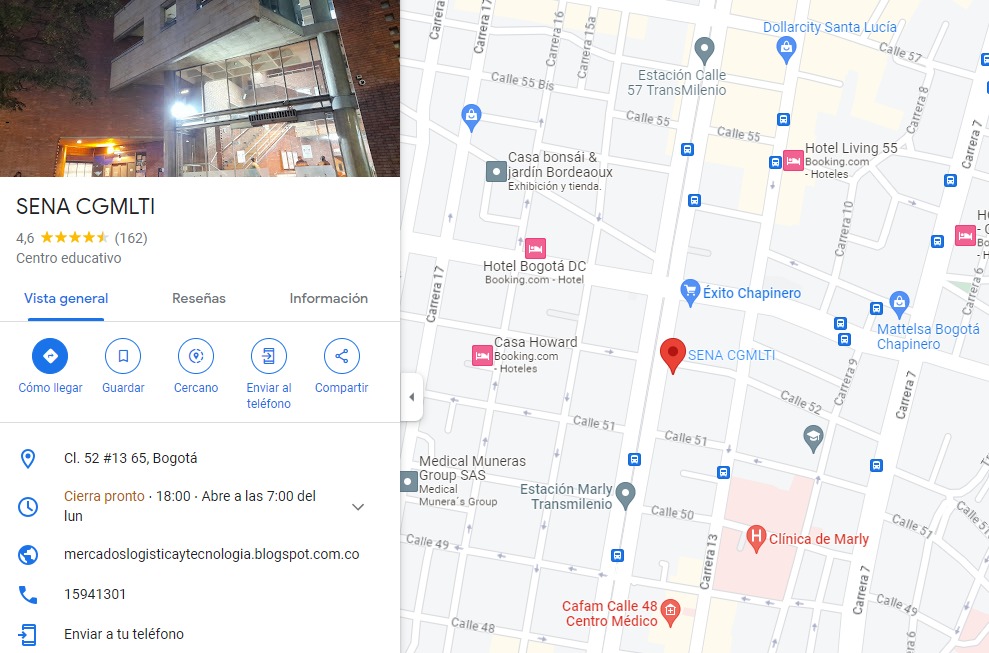 SENA CGMLTI
4,6 (162)
Centro educativo
Vista general
Reseñas
Información
Cómo llegar
Guardar
Cercano
Enviar al
teléfono
Compartir
Cl. 52 #13 65, Bogotá
Cierra pronto · 18:00 · Abre a las 7:00 del
lun
mercadoslogisticaytecnologia.blogspot.com.co
15941301
Enviar a tu teléfono
Carrera
Carrera 17
Carrera 16
Carrera 15a
Dollarcity Santa Lucía
Calle 57
Estación Calle
57 TransMilenio
Calle 55 Bis
Calle 55
Calle 55
Carrera 8
Carrera 7
Hotel Living 55
Booking.com
- Hoteles
Casa bonsái &
jardín Bordeaoux
Exhibición y tienda.
Carrera 10
Hotel Bogotá DC
Booking.com - Hotel
Carrera 17
Éxito Chapinero
Carrera 6
Mattelsa Bogotá
Chapinero
Casa Howard
Booking.com
- Hoteles
SENA CGMLTI
Carrera 9
Carrera 7
Calle 52
Calle 51
Calle 51
Medical Muneras
Group SAS
Medical
Munera´s Group
Estación Marly
Transmilenio
Calle 50
Calle 51
Calle 49
Clínica de Marly
Carrera 13
Carrera 7
Cafam Calle 48
Centro Médico
Calle 49
Calle 48